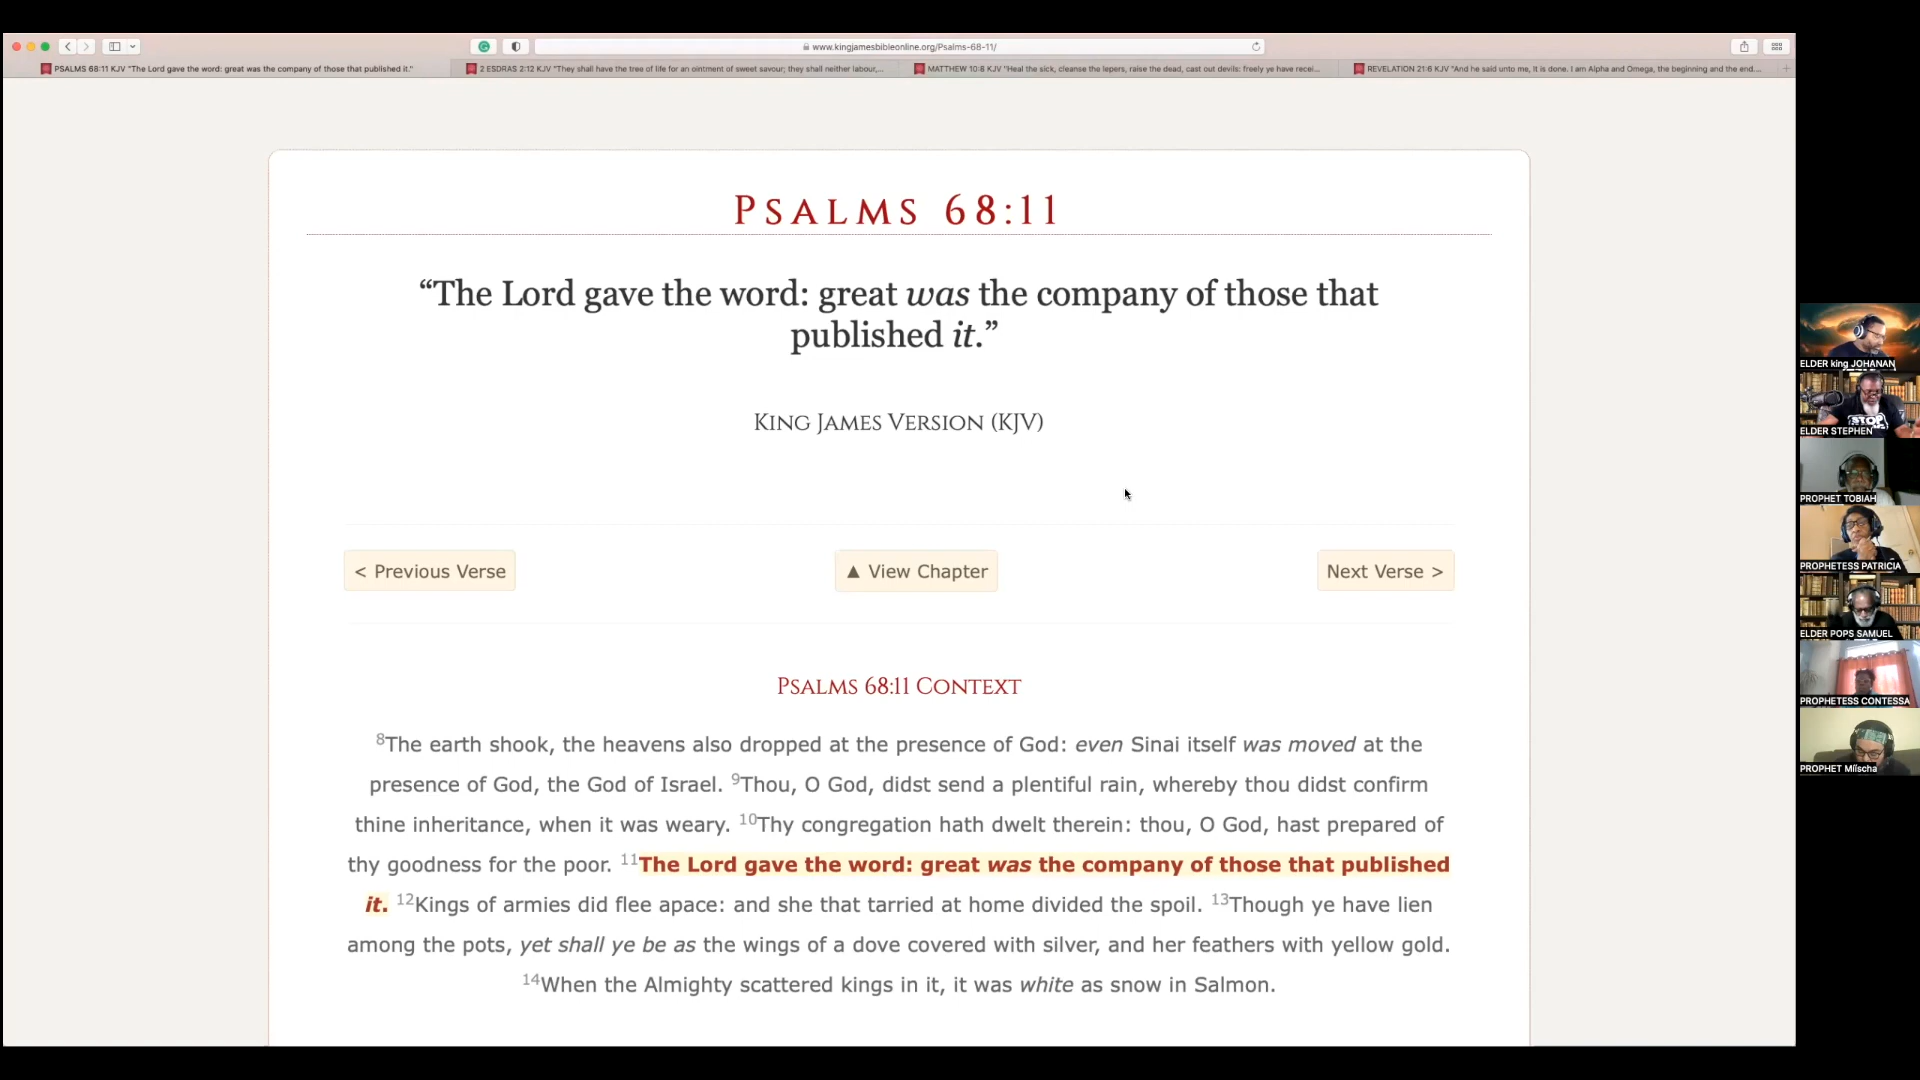 www.kingjamesbibleonline.org/Psalms-68-11/
PSALMS 68:11 KJV "The Lord gave the word: great was the company of those that published it."
2 ESDRAS 2:12 KJV "They shall have the tree of life for an ointment of sweet savour; they shall neither labour,...
MATTHEW 10:8 KJV "Heal the sick, cleanse the lepers, raise the dead, cast out devils: freely ye have recei...
REVELATION 21:6 KJV "And he said unto me, It is done. I am Alpha and Omega, the beginning and the end....
PSALMS 68:11
“The Lord gave the word: great was the company of those that
published it.”
KING JAMES VERSION (KJV)
< Previous Verse
▲ View Chapter
Next Verse >
PSALMS 68:11 CONTEXT
8The earth shook, the heavens also dropped at the presence of God: even Sinai itself was moved at the
presence of God, the God of Israel. 9Thou, O God, didst send a plentiful rain, whereby thou didst confirm
thine inheritance, when it was weary. 10Thy congregation hath dwelt therein: thou, O God, hast prepared of
thy goodness for the poor. 11The Lord gave the word: great was the company of those that published
it. 12Kings of armies did flee apace: and she that tarried at home divided the spoil. 13Though ye have lien
among the pots, yet shall ye be as the wings of a dove covered with silver, and her feathers with yellow gold.
14When the Almighty scattered kings in it, it was white as snow in Salmon.
ELDER king JOHANAN
STOP
ELDER STEPHEN
PROPHET TOBIAH
PROPHETESS PATRICIA
ELDER POPS SAMUEL
PROPHETESS CONTESSA
PROPHET Miischa